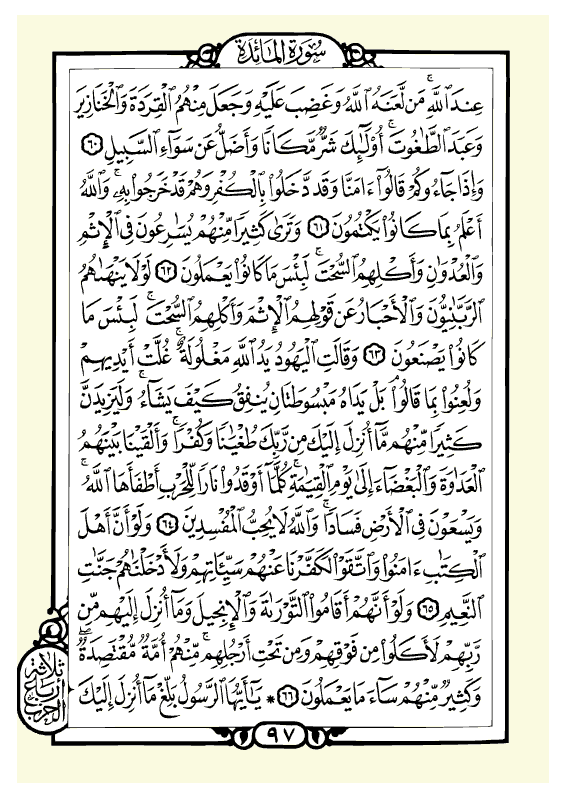 سُورَةُ المَائِدَةِ
عِندَ ٱللَّهِۚ مَن لَّعَنَهُ ٱللَّهُ وَغَضِبَ عَلَيْهِ وَجَعَلَ مِنْهُمُ ٱلْقِرَدَةَ وَٱلْخَنَازِيرَ
وَعَبَدَ ٱلطَّٰغُوتَۚ أُوْلَٰٓئِكَ شَرٌّ مَّكَانًا وَأَضَلُّ عَن سَوَآءِ ٱلسَّبِيلِ ٦٠
وَإِذَا جَآءُوكُمْ قَالُوٓاْ ءَامَنَّا وَقَد دَّخَلُواْ بِٱلْكُفْرِ وَهُمْ قَدْ خَرَجُواْ بِهِۦۚ وَٱللَّهُ
أَعْلَمُ بِمَا كَانُواْ يَكْتُمُونَ ٦١ وَتَرَىٰ كَثِيرًا مِّنْهُمْ يُسَٰرِعُونَ فِى ٱلْإِثْمِ
وَٱلْعُدْوَٰنِ وَأَكْلِهِمُ ٱلسُّحْتَۚ لَبِئْسَ مَا كَانُواْ يَعْمَلُونَ ٦٢ لَوْلَا يَنْهَىٰهُمُ
ٱلرَّبَّٰنِيُّونَ وَٱلْأَحْبَارُ عَن قَوْلِهِمُ ٱلْإِثْمَ وَأَكْلِهِمُ ٱلسُّحْتَۚ لَبِئْسَ مَا
كَانُواْ يَصْنَعُونَ ٦٣ وَقَالَتِ ٱلْيَهُودُ يَدُ ٱللَّهِ مَغْلُولَةٌۚ غُلَّتْ أَيْدِيهِمْ
وَلُعِنُواْ بِمَا قَالُواْۘ بَلْ يَدَاهُ مَبْسُوطَتَانِ يُنفِقُ كَيْفَ يَشَآءُۚ وَلَيَزِيدَنَّ
كَثِيرًا مِّنْهُم مَّآ أُنزِلَ إِلَيْكَ مِن رَّبِّكَ طُغْيَٰنًا وَكُفْرًاۚ وَأَلْقَيْنَا بَيْنَهُمُ
ٱلْعَدَٰوَةَ وَٱلْبَغْضَآءَ إِلَىٰ يَوْمِ ٱلْقِيَٰمَةِۚ كُلَّمَآ أَوْقَدُواْ نَارًا لِّلْحَرْبِ أَطْفَأَهَا ٱللَّهُۚ
وَيَسْعَوْنَ فِى ٱلْأَرْضِ فَسَادًاۚ وَٱللَّهُ لَا يُحِبُّ ٱلْمُفْسِدِينَ ٦٤ وَلَوْ أَنَّ أَهْلَ
ٱلْكِتَٰبِ ءَامَنُواْ وَٱتَّقَوْاْ لَكَفَّرْنَا عَنْهُمْ سَيِّـَٔاتِهِمْ وَلَأَدْخَلْنَٰهُمْ جَنَّٰتِ
ٱلنَّعِيمِ ٦٥ وَلَوْ أَنَّهُمْ أَقَامُواْ ٱلتَّوْرَىٰةَ وَٱلْإِنجِيلَ وَمَآ أُنزِلَ إِلَيْهِم مِّن
رَّبِّهِمْ لَأَكَلُواْ مِن فَوْقِهِمْ وَمِن تَحْتِ أَرْجُلِهِمۚ مِّنْهُمْ أُمَّةٌ مُّقْتَصِدَةٌۖ
وَكَثِيرٌ مِّنْهُمْ سَآءَ مَا يَعْمَلُونَ ٦٦ * يَٰٓأَيُّهَا ٱلرَّسُولُ بَلِّغْ مَآ أُنزِلَ إِلَيْكَ
ثلاثة
أرباع
الحزب
٩٧